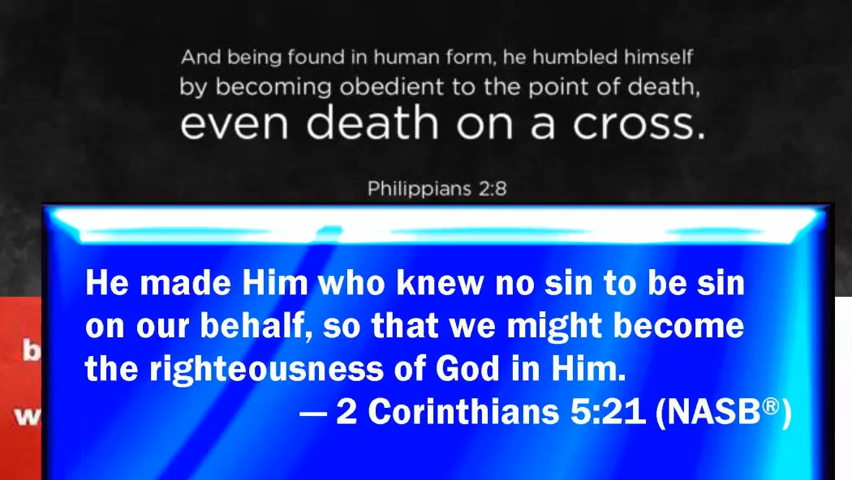 And being found in human form, he humbled himself
by becoming obedient to the point of death,
even death on a cross.
Philippians 2:8
He made Him who knew no sin to be sin
on our behalf, so that we might become
the righteousness of God in Him.
— 2 Corinthians 5:21 (NASB®)